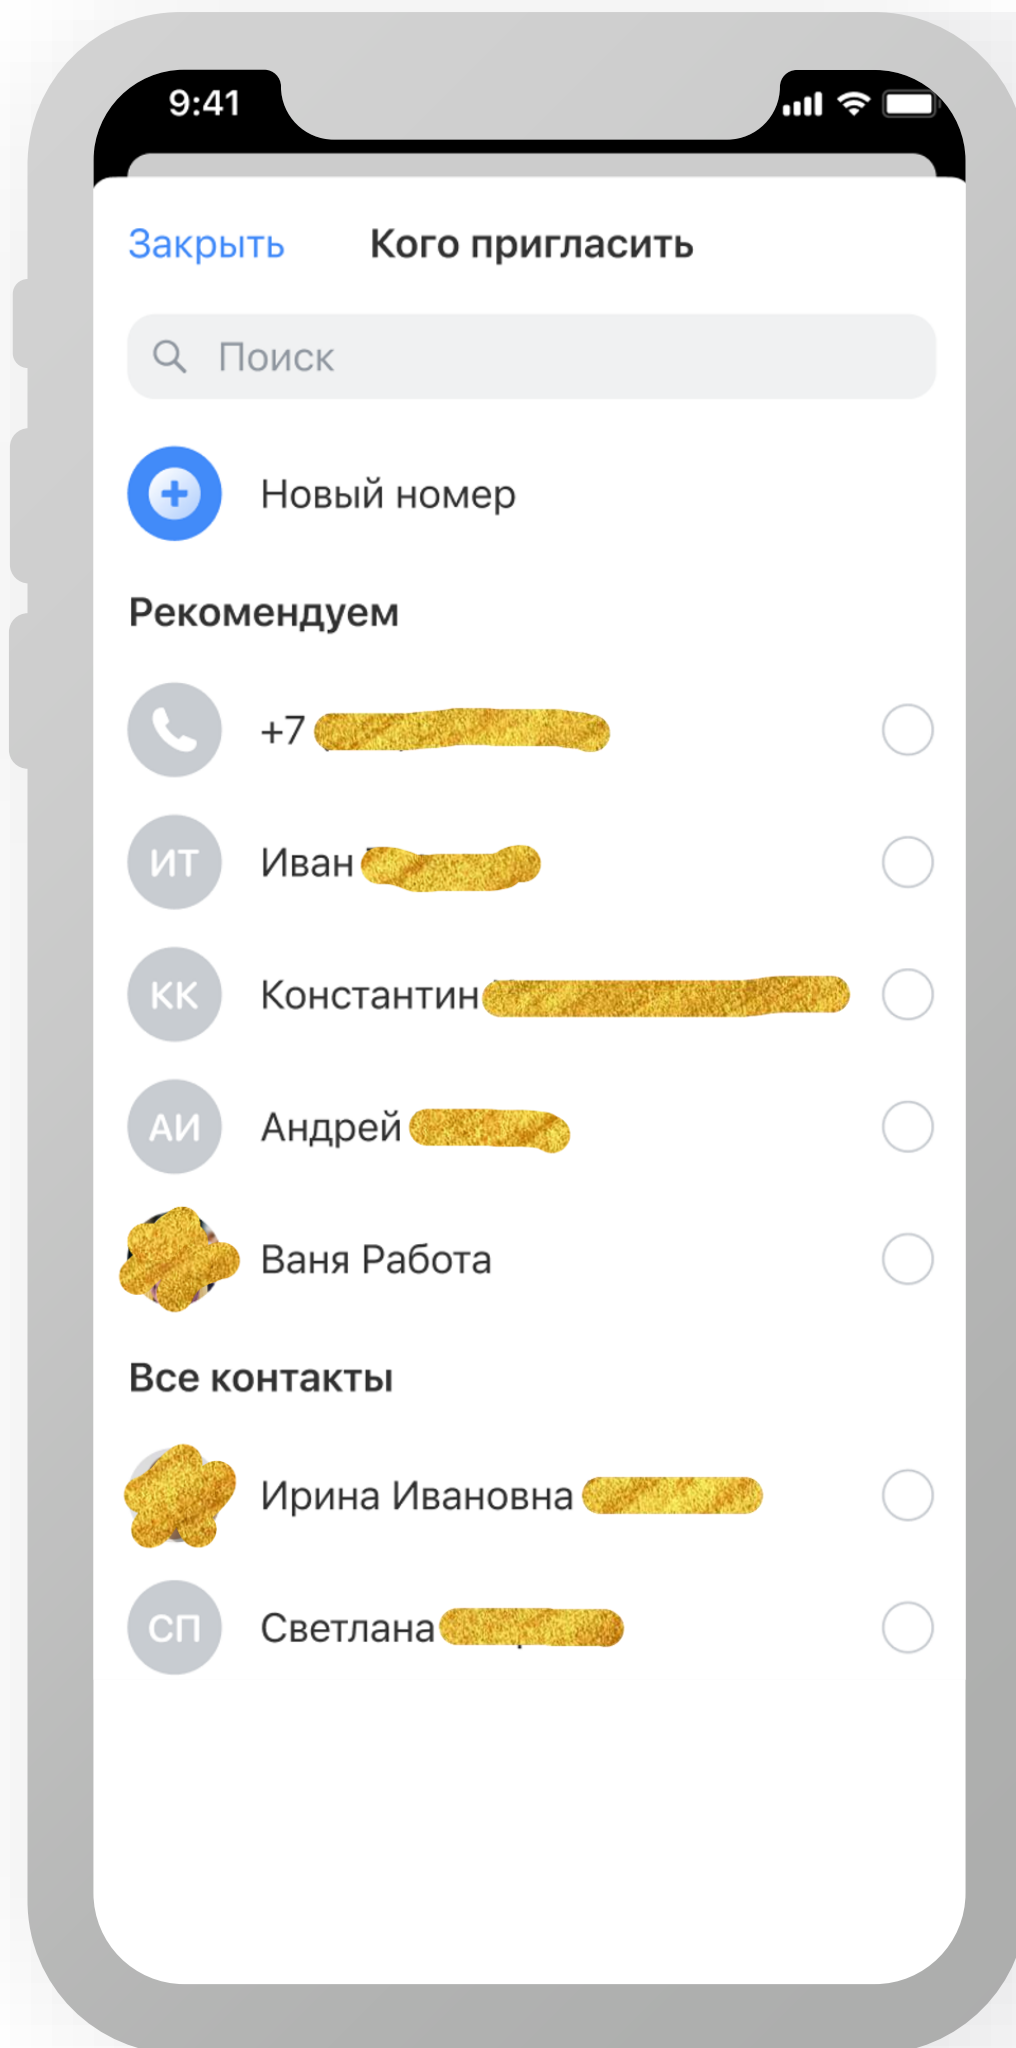 9:41
Закрыть Кого пригласить
Поиск
Новый номер
Рекомендуем
+7
ИТ Иван
КК Константин
АИ Андрей
Ваня Работа
Все контакты
Ирина Ивановна
СП Светлана